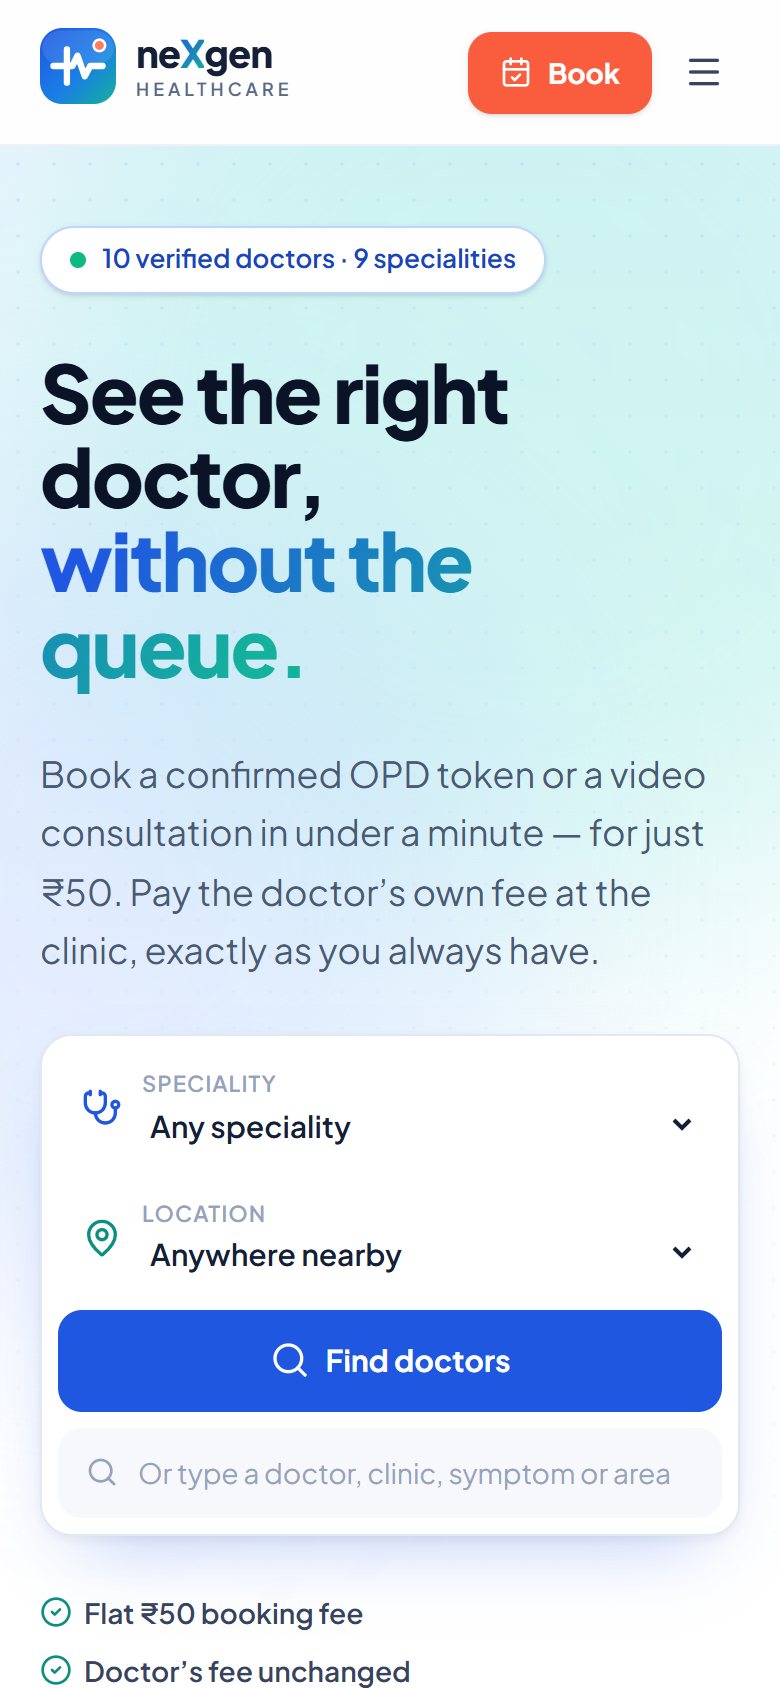 neXgen
HEALTHCARE
Book
10 verified doctors · 9 specialities
See the right
doctor,
without the
queue.
Book a confirmed OPD token or a video
consultation in under a minute — for just
₹50. Pay the doctor’s own fee at the
clinic, exactly as you always have.
SPECIALITY
Any speciality
LOCATION
Anywhere nearby
Find doctors
Or type a doctor, clinic, symptom or area
Flat ₹50 booking fee
Doctor’s fee unchanged